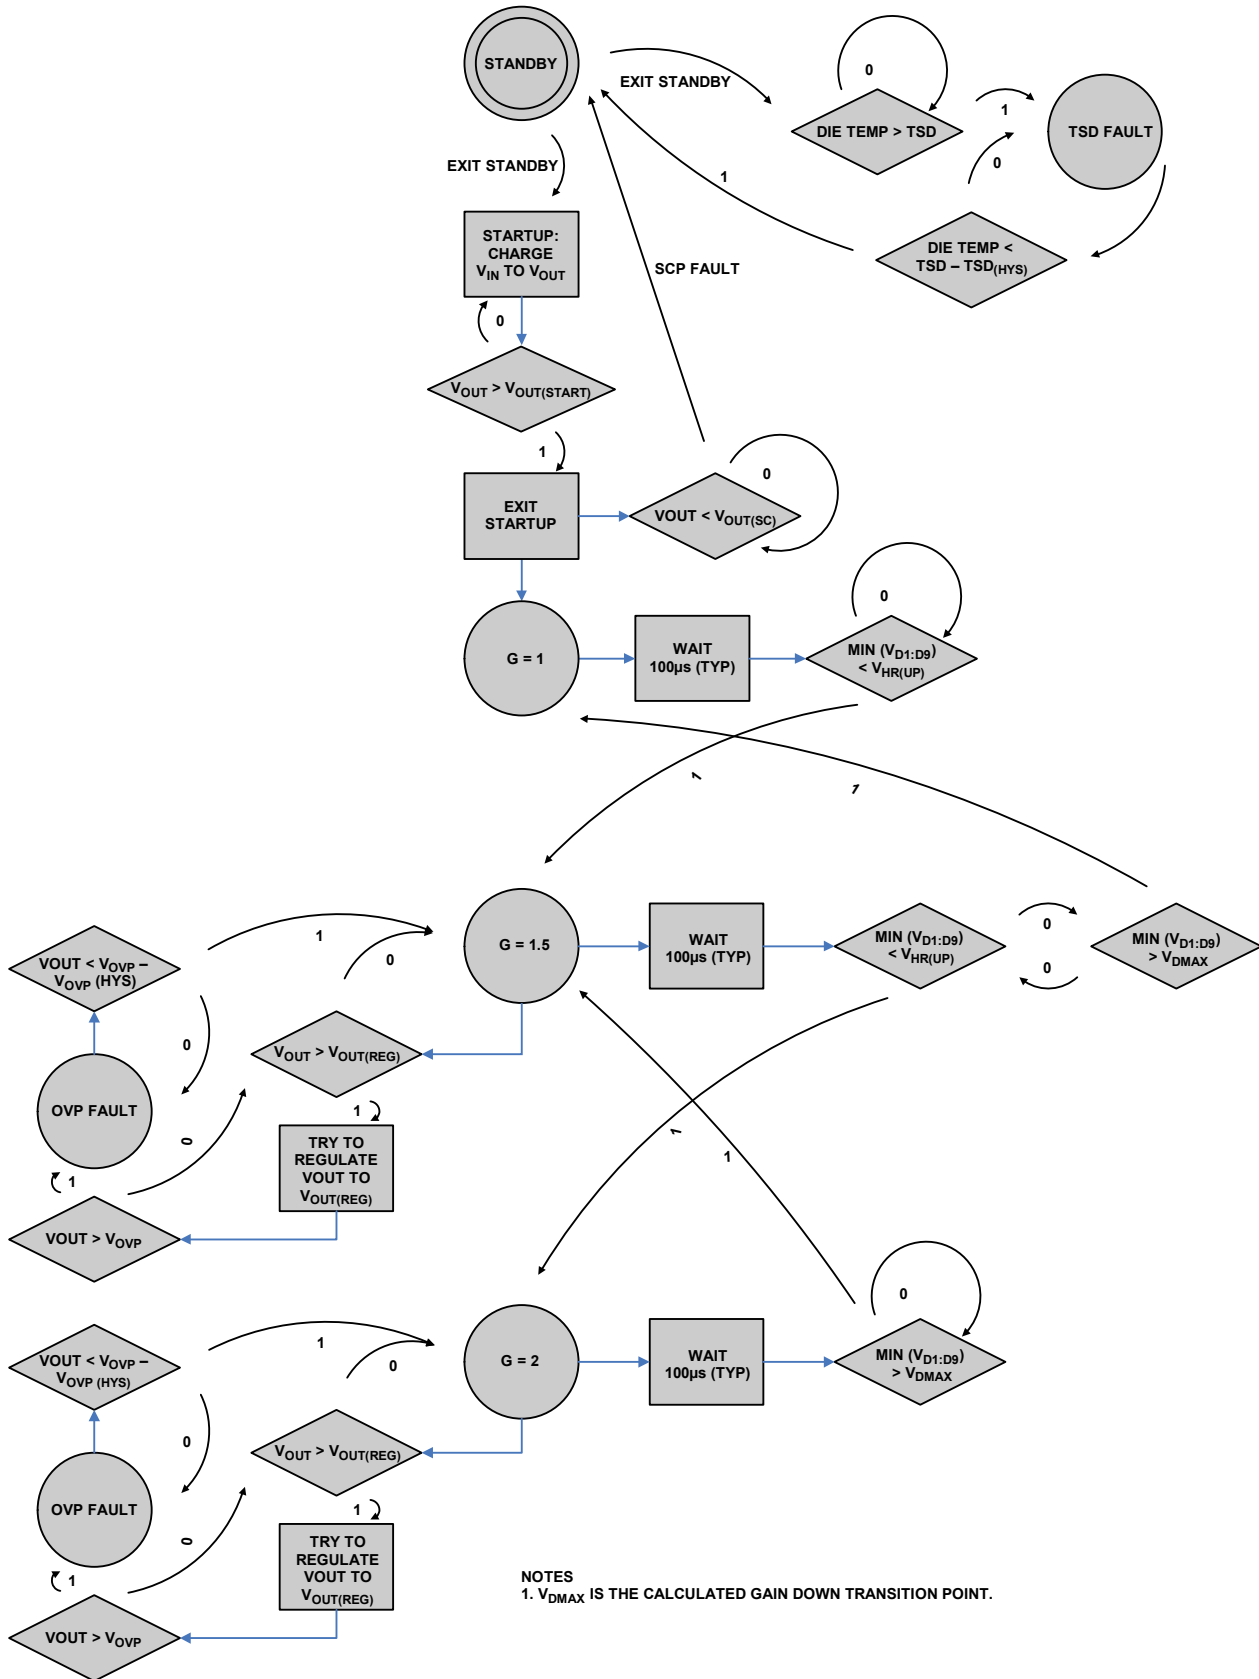 STANDBY
EXIT STANDBY
0
DIE TEMP > TSD
1
TSD FAULT
0
EXIT STANDBY
1
DIE TEMP <
TSD – TSD(HYS)
STARTUP:
CHARGE
VIN TO VOUT
SCP FAULT
0
VOUT > VOUT(START)
1
EXIT
STARTUP
VOUT < VOUT(SC)
0
G = 1
WAIT
100µs (TYP)
MIN (VD1:D9)
< VHR(UP)
0
1
1
VOUT < VOVP –
VOVP (HYS)
1
0
G = 1.5
WAIT
100µs (TYP)
MIN (VD1:D9)
< VHR(UP)
0
0
MIN (VD1:D9)
> VDMAX
0
VOUT > VOUT(REG)
OVP FAULT
1
0
TRY TO
REGULATE
VOUT TO
VOUT(REG)
1
VOUT > VOVP
1
1
VOUT < VOVP –
VOVP (HYS)
1
0
G = 2
WAIT
100µs (TYP)
MIN (VD1:D9)
> VDMAX
0
0
VOUT > VOUT(REG)
OVP FAULT
1
0
TRY TO
REGULATE
VOUT TO
VOUT(REG)
1
VOUT > VOVP
NOTES
1. VDMAX IS THE CALCULATED GAIN DOWN TRANSITION POINT.